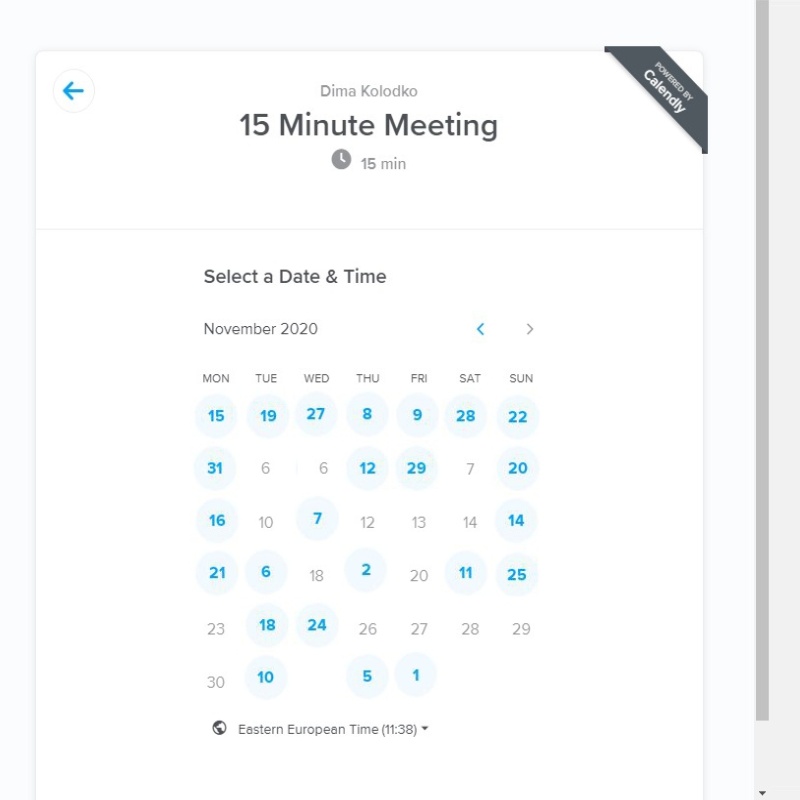 POWERED BY
Calendly
Dima Kolodko
15 Minute Meeting
15 min
Select a Date & Time
November 2020
MON TUE WED THU FRI SAT SUN
15 19 27 8 9 28 22
31 6 6 12 29 7 20
16 10 7 12 13 14 14
21 6 18 2 20 11 25
23 18 24 26 27 28 29
30 10 5 1
Eastern European Time (11:38)